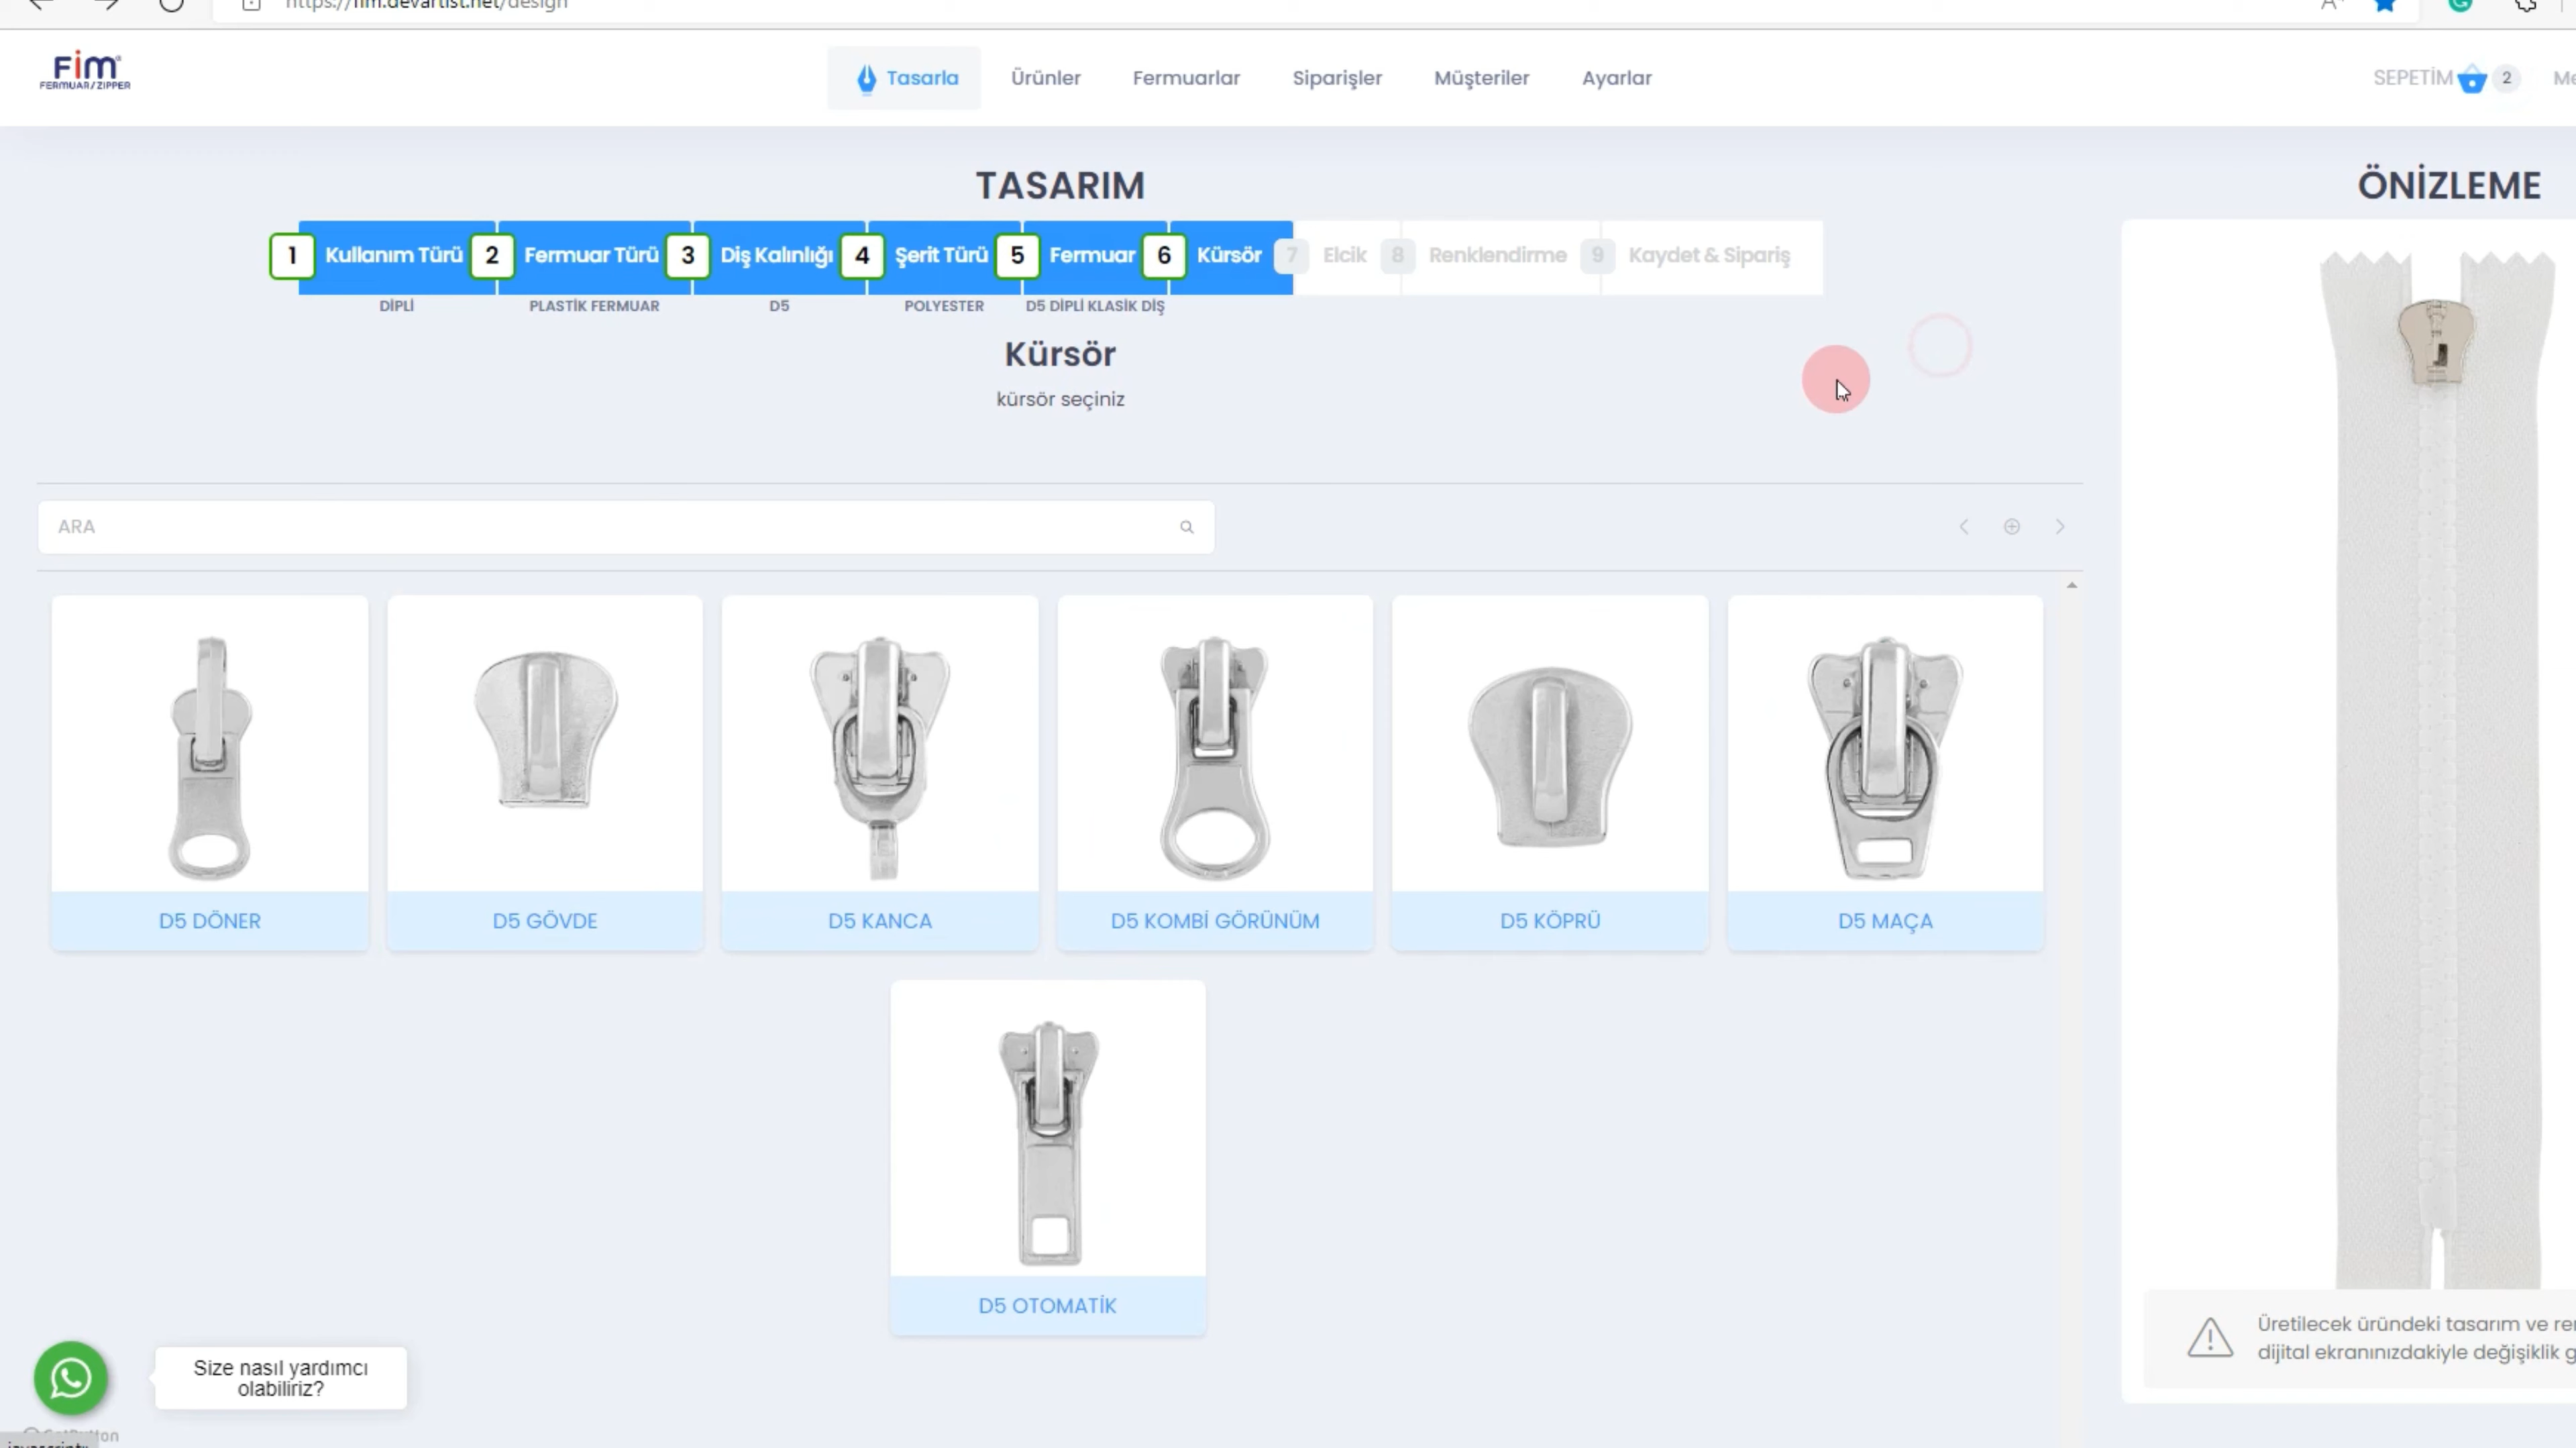 https://fim.devartist.net/design
FİM
FERMUAR/ZIPPER
Tasarla
Ürünler
Fermuarlar
Siparişler
Müşteriler
Ayarlar
SEPETİM
2
TASARIM
ÖNİZLEME
1 Kullanım Türü
2 Fermuar Türü
3 Diş Kalınlığı
4 Şerit Türü
5 Fermuar
6 Kürsör
7 Elcik
8 Renklendirme
9 Kaydet & Sipariş
DİPLİ
PLASTİK FERMUAR
D5
POLYESTER
D5 DİPLİ KLASİK DİŞ
Kürsör
kürsör seçiniz
ARA
D5 DÖNER
D5 GÖVDE
D5 KANCA
D5 KOMBİ GÖRÜNÜM
D5 KÖPRÜ
D5 MAÇA
D5 OTOMATİK
Size nasıl yardımcı
olabiliriz?
Üretilecek üründeki tasarım ve
dijital ekranınızdakiyle değişiklik